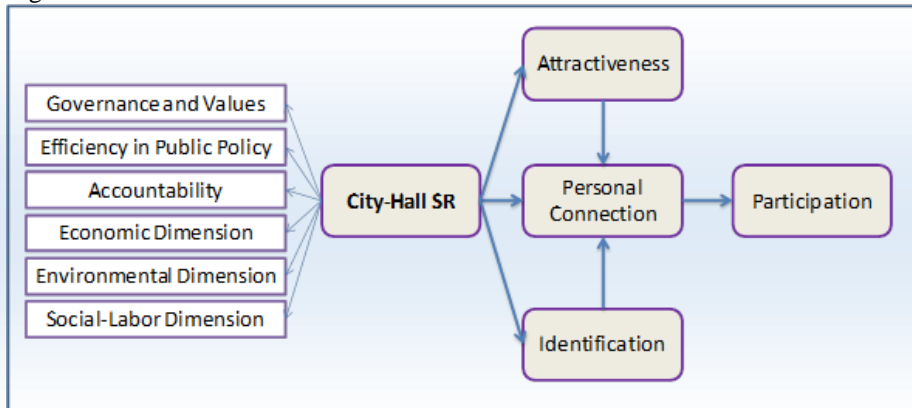 Governance and Values
Efficiency in Public Policy
Accountability
Economic Dimension
Environmental Dimension
Social-Labor Dimension
City-Hall SR
Attractiveness
Personal
Connection
Identification
Participation